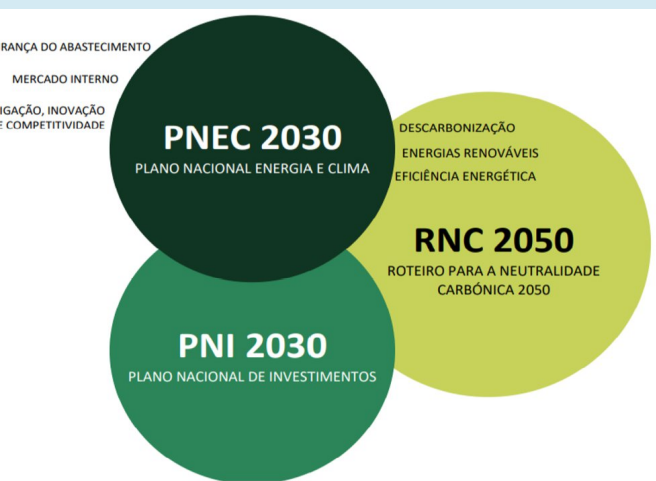 RANÇA DO ABASTECIMENTO
MERCADO INTERNO
IGAÇÃO, INOVAÇÃO
E COMPETITIVIDADE
PNEC 2030
PLANO NACIONAL ENERGIA E CLIMA
DESCARBONIZAÇÃO
ENERGIAS RENOVÁVEIS
EFICIÊNCIA ENERGÉTICA
RNC 2050
ROTEIRO PARA A NEUTRALIDADE
CARBÓNICA 2050
PNI 2030
PLANO NACIONAL DE INVESTIMENTOS